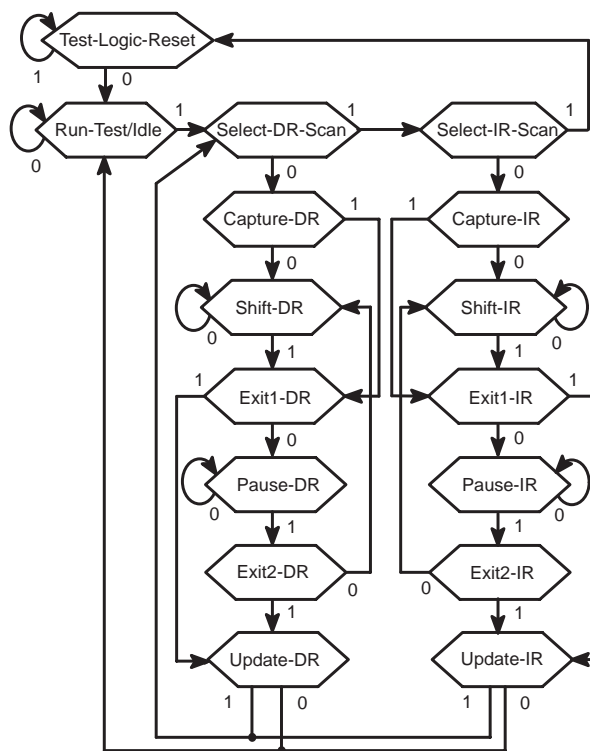 Test-Logic-Reset
1 0
Run-Test/Idle 1 Select-DR-Scan 1 Select-IR-Scan 1
0 0 0
Capture-DR 1 1 Capture-IR
0 0
Shift-DR Shift-IR
0 1 1 0
1 Exit1-DR Exit1-IR 1
0 0
Pause-DR Pause-IR
0 1 1 0
Exit2-DR 0 0 Exit2-IR
1 1
Update-DR Update-IR
1 0 1 0